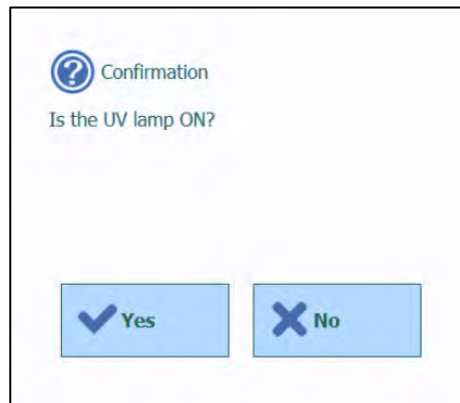 Confirmation
Is the UV lamp ON?
Yes
No